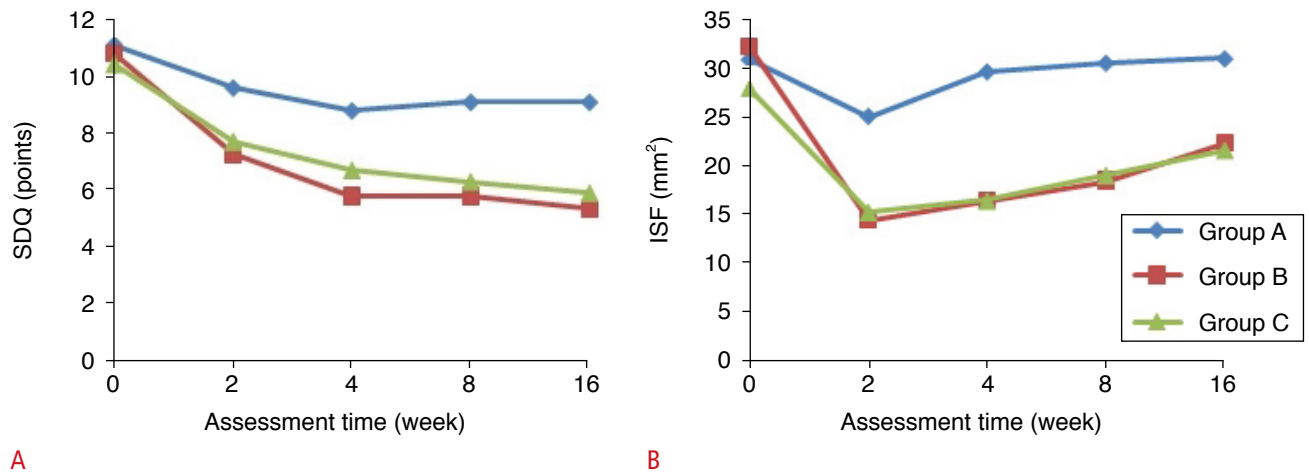 12
10
8
6
4
2
0
SDQ (points)
0 2 4 8 16
Assessment time (week)
A
35
30
25
20
15
10
5
0
ISF (mm²)
0 2 4 8 16
Assessment time (week)
B
Group A
Group B
Group C